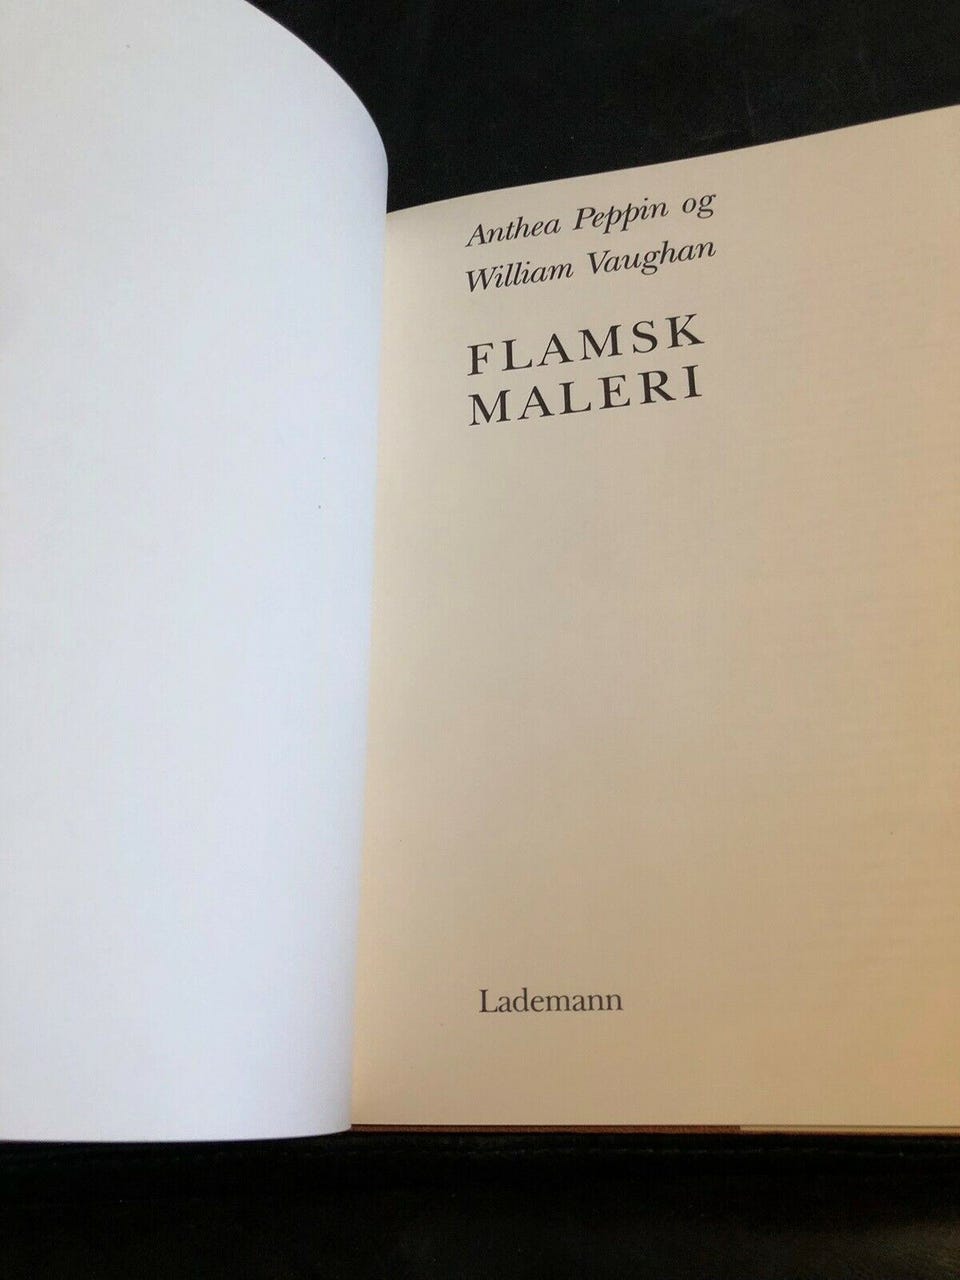 Anthea Peppin og
William Vaughan
FLAMSK
MALERI
Lademann